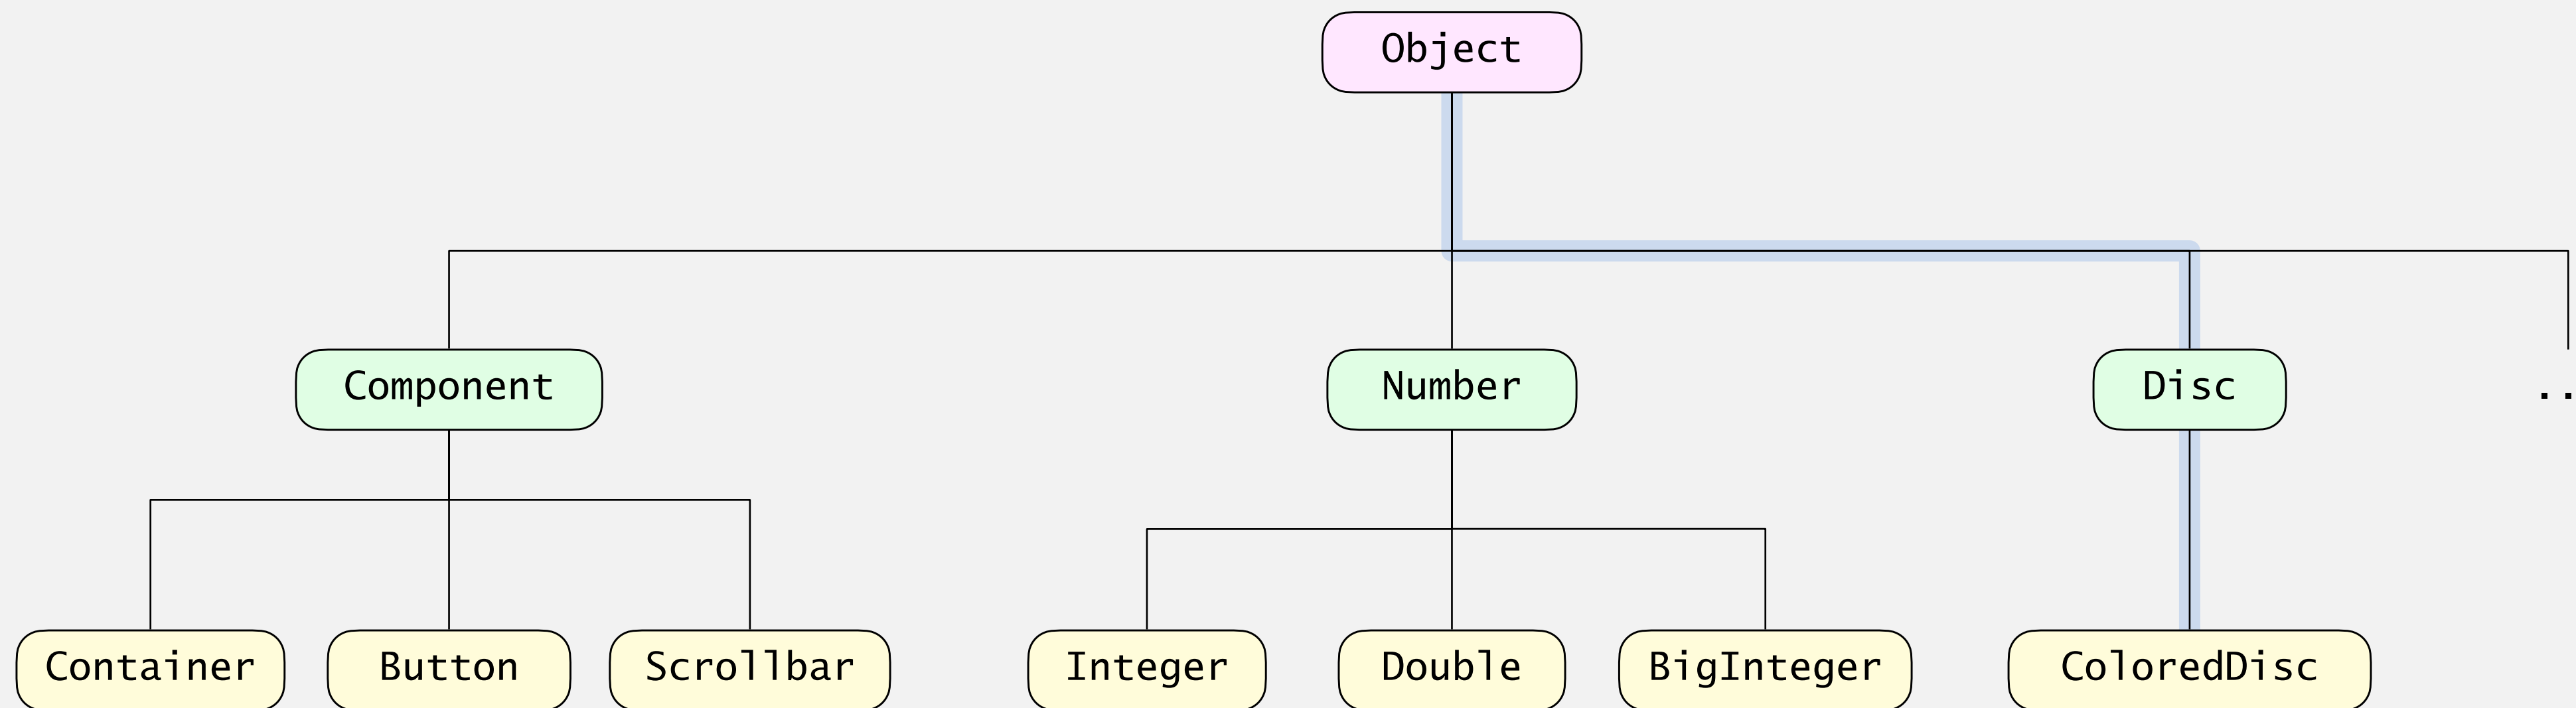 Object
Component Number Disc ..
Container Button Scrollbar Integer Double BigInteger ColoredDisc